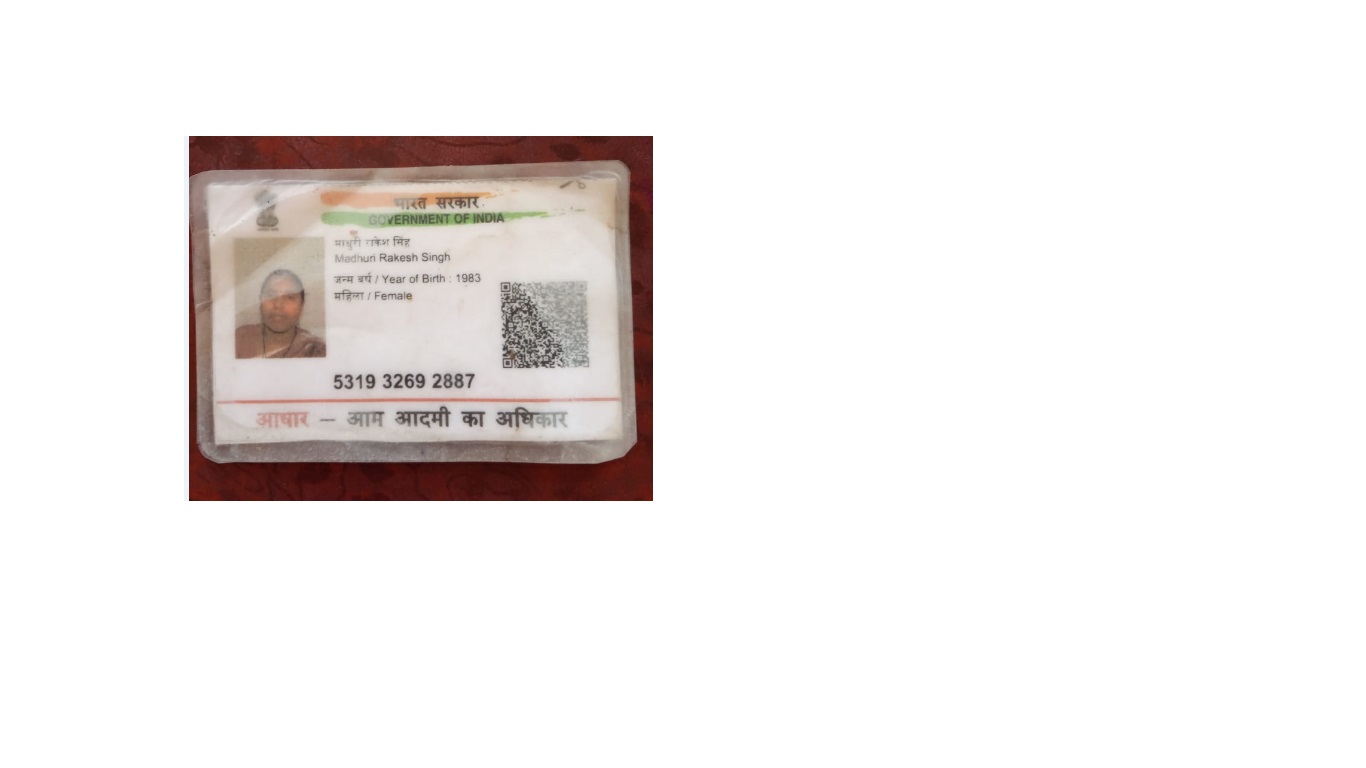 भारत सरकार
GOVERNMENT OF INDIA
माधुरी राकेश सिंह
Madhuri Rakesh Singh
जन्म वर्ष / Year of Birth : 1983
महिला / Female
5319 3269 2887
आधार – आम आदमी का अधिकार